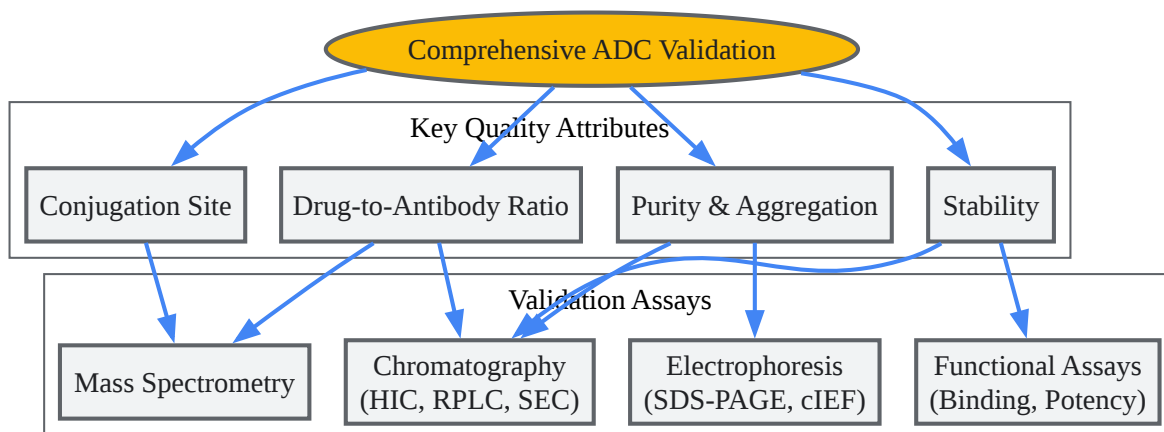 Comprehensive ADC Validation
Key Quality Attributes
Conjugation Site
Drug-to-Antibody Ratio
Purity & Aggregation
Stability
Validation Assays
Mass Spectrometry
Chromatography
(HIC, RPLC, SEC)
Electrophoresis
(SDS-PAGE, cIEF)
Functional Assays
(Binding, Potency)